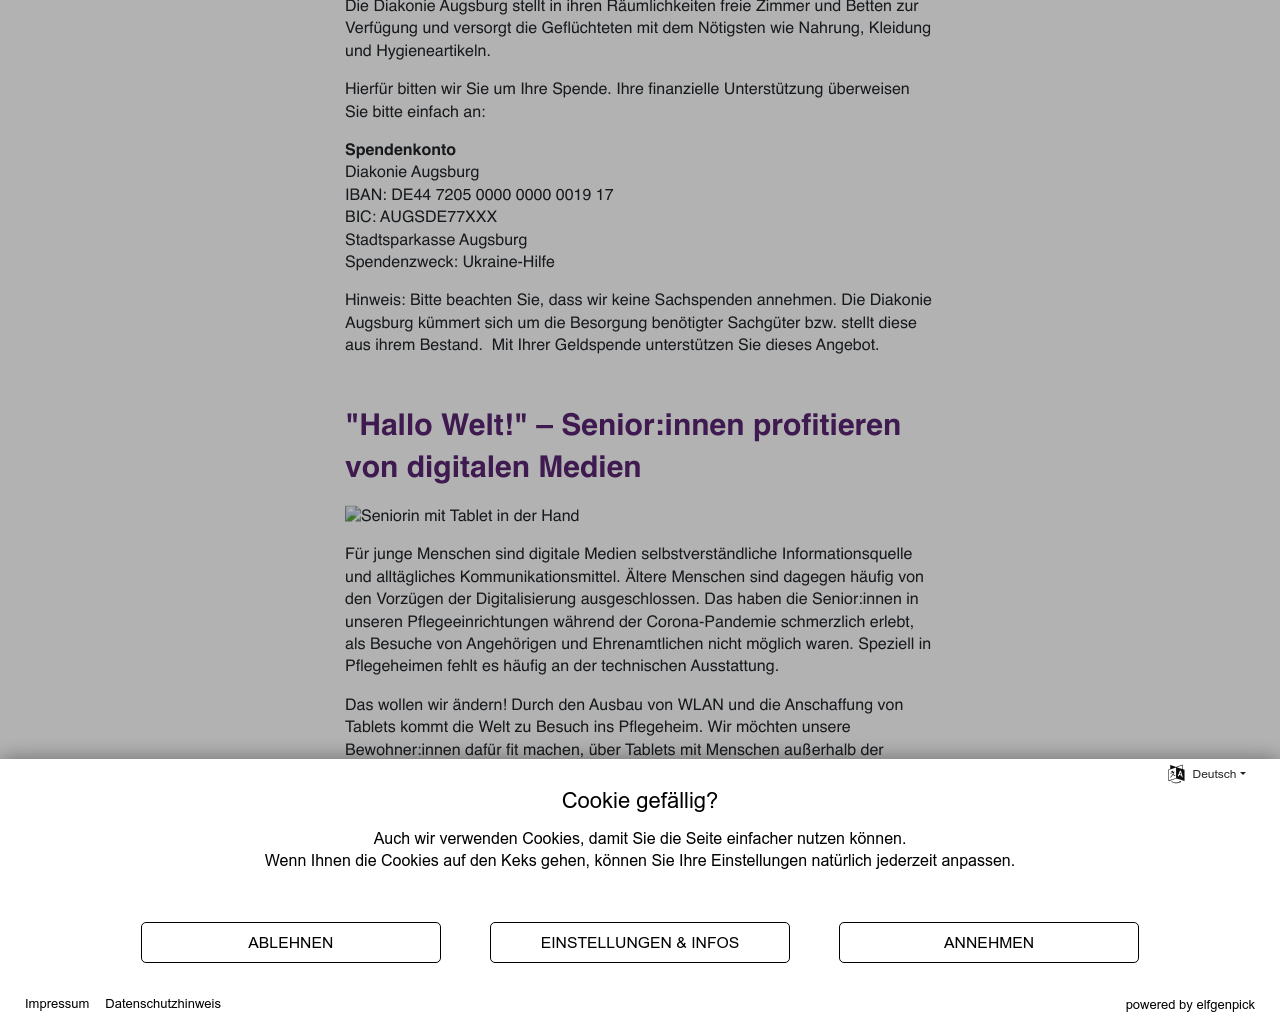 Die Diakonie Augsburg stellt in ihren Räumlichkeiten freie Zimmer und Betten zur
Verfügung und versorgt die Geflüchteten mit dem Nötigsten wie Nahrung, Kleidung
und Hygieneartikeln.
Hierfür bitten wir Sie um Ihre Spende. Ihre finanzielle Unterstützung überweisen
Sie bitte einfach an:
Spendenkonto
Diakonie Augsburg
IBAN: DE44 7205 0000 0000 0019 17
BIC: AUGSDE77XXX
Stadtsparkasse Augsburg
Spendenzweck: Ukraine-Hilfe
Hinweis: Bitte beachten Sie, dass wir keine Sachspenden annehmen. Die Diakonie
Augsburg kümmert sich um die Besorgung benötigter Sachgüter bzw. stellt diese
aus ihrem Bestand.  Mit Ihrer Geldspende unterstützen Sie dieses Angebot.
"Hallo Welt!" – Senior:innen profitieren
von digitalen Medien
Seniorin mit Tablet in der Hand
Für junge Menschen sind digitale Medien selbstverständliche Informationsquelle
und alltägliches Kommunikationsmittel. Ältere Menschen sind dagegen häufig von
den Vorzügen der Digitalisierung ausgeschlossen. Das haben die Senior:innen in
unseren Pflegeeinrichtungen während der Corona-Pandemie schmerzlich erlebt,
als Besuche von Angehörigen und Ehrenamtlichen nicht möglich waren. Speziell in
Pflegeheimen fehlt es häufig an der technischen Ausstattung.
Das wollen wir ändern! Durch den Ausbau von WLAN und die Anschaffung von
Tablets kommt die Welt zu Besuch ins Pflegeheim. Wir möchten unsere
Bewohner:innen dafür fit machen, über Tablets mit Menschen außerhalb der
Deutsch
Cookie gefällig?
Auch wir verwenden Cookies, damit Sie die Seite einfacher nutzen können.
Wenn Ihnen die Cookies auf den Keks gehen, können Sie Ihre Einstellungen natürlich jederzeit anpassen.
ABLEHNEN
EINSTELLUNGEN & INFOS
ANNEHMEN
Impressum
Datenschutzhinweis
powered by elfgenpick